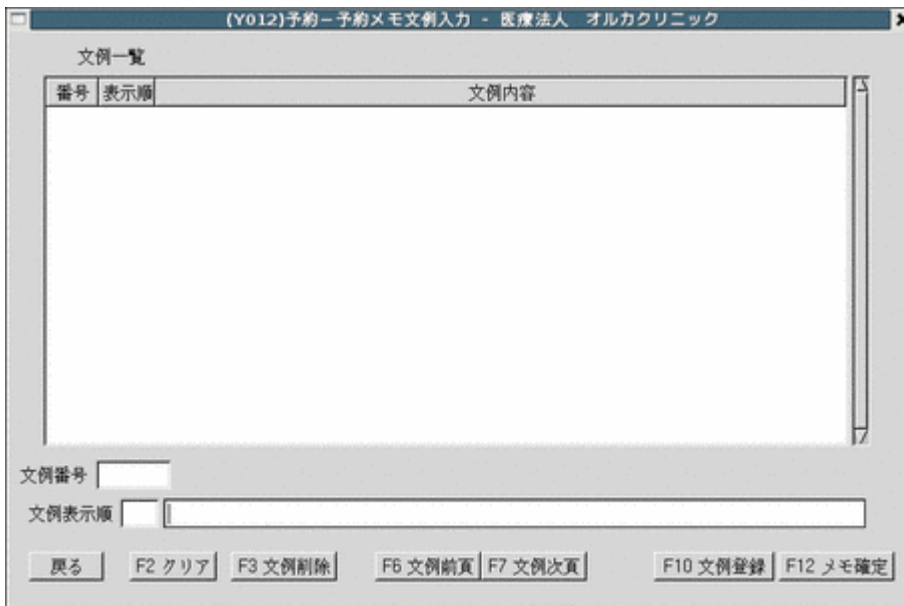 (Y012)予約－予約メモ文例入力 - 医療法人　オルカクリニック
文例一覧
番号 表示順 文例内容
文例番号
文例表示順
戻る F2 クリア F3 文例削除 F6 文例前頁 F7 文例次頁 F10 文例登録 F12 メモ確定